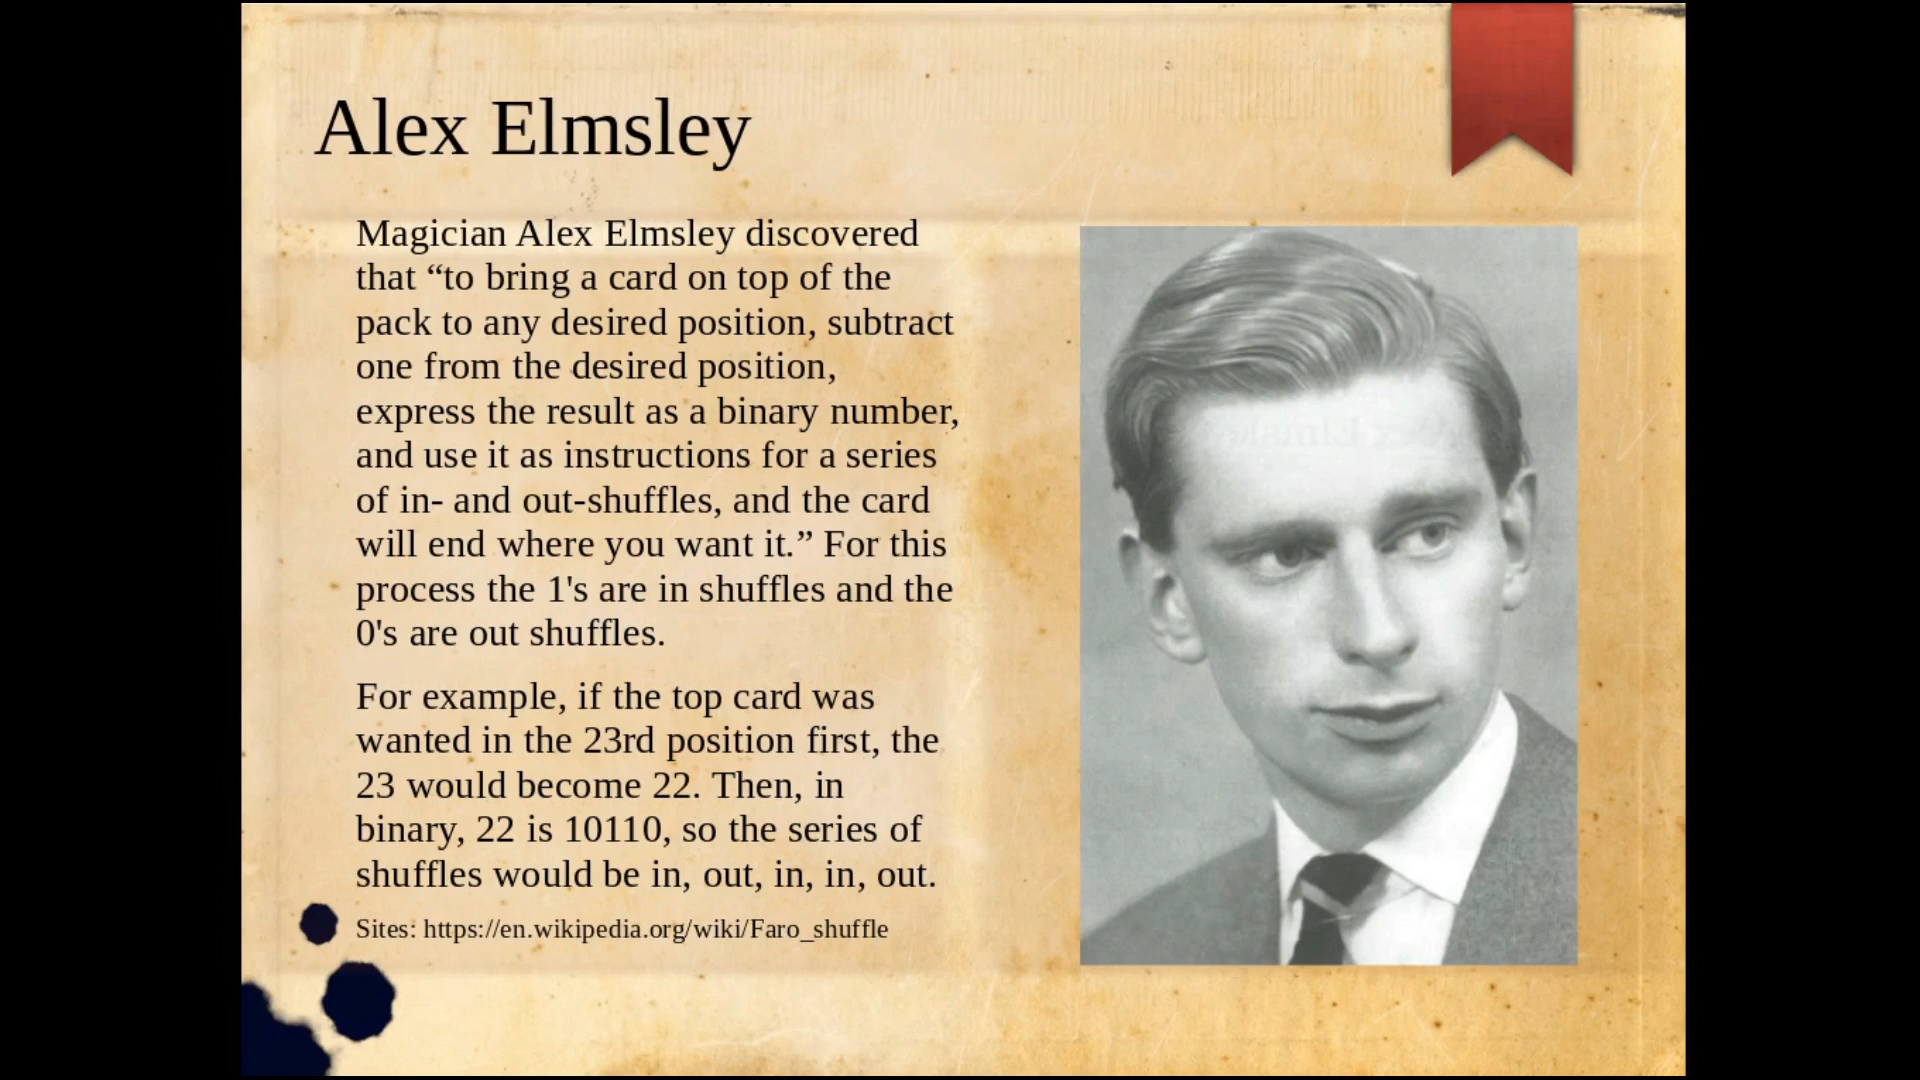 Alex Elmsley
Magician Alex Elmsley discovered
that “to bring a card on top of the
pack to any desired position, subtract
one from the desired position,
express the result as a binary number,
and use it as instructions for a series
of in- and out-shuffles, and the card
will end where you want it.” For this
process the 1's are in shuffles and the
0's are out shuffles.
For example, if the top card was
wanted in the 23rd position first, the
23 would become 22. Then, in
binary, 22 is 10110, so the series of
shuffles would be in, out, in, in, out.
Sites: https://en.wikipedia.org/wiki/Faro_shuffle